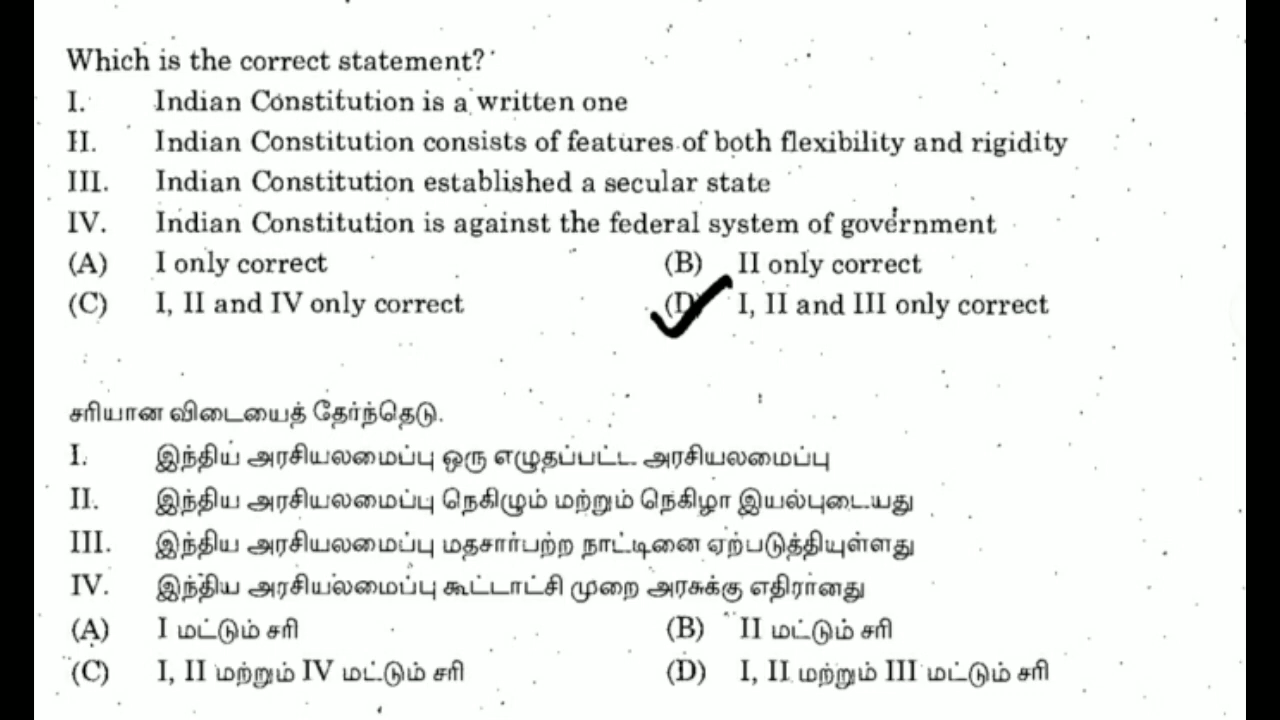 Which is the correct statement?
I. Indian Constitution is a written one
II. Indian Constitution consists of features of both flexibility and rigidity
III. Indian Constitution established a secular state
IV. Indian Constitution is against the federal system of government
(A) I only correct (B) II only correct
(C) I, II and IV only correct (D) I, II and III only correct
சரியான விடையைத் தேர்ந்தெடு.
I. இந்திய அரசியலமைப்பு ஒரு எழுதப்பட்ட அரசியலமைப்பு
II. இந்திய அரசியலமைப்பு நெகிழும் மற்றும் நெகிழா இயல்புடையது
III. இந்திய அரசியலமைப்பு மதசார்பற்ற நாட்டினை ஏற்படுத்தியுள்ளது
IV. இந்திய அரசியலமைப்பு கூட்டாட்சி முறை அரசுக்கு எதிரானது
(A) I மட்டும் சரி (B) II மட்டும் சரி
(C) I, II மற்றும் IV மட்டும் சரி (D) I, II மற்றும் III மட்டும் சரி